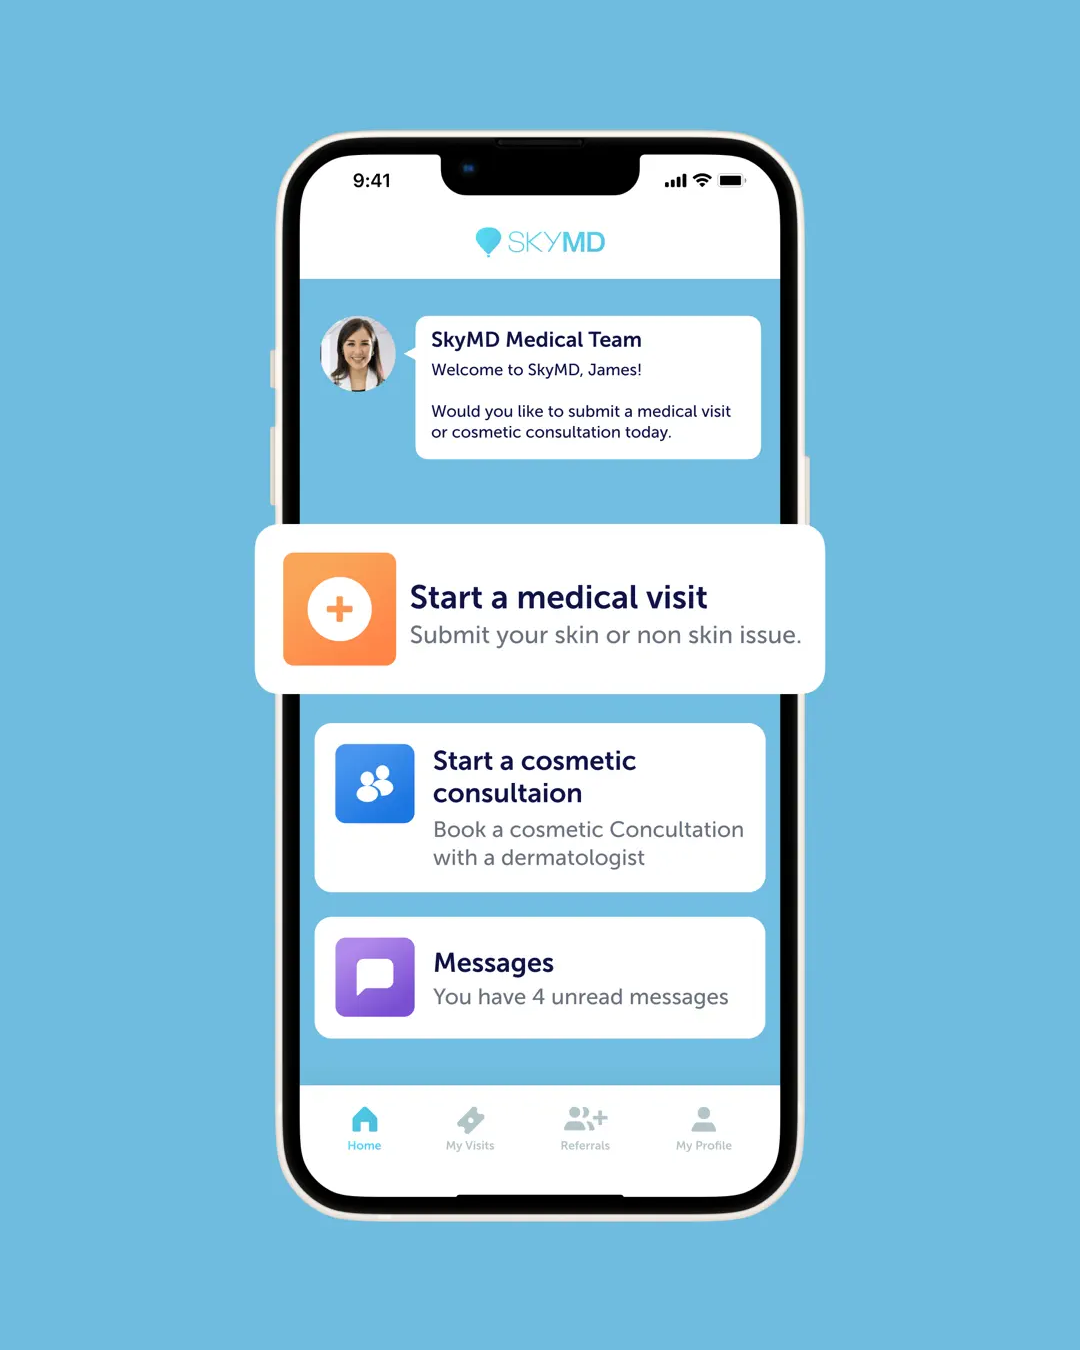 9:41
SKYMD
SkyMD Medical Team
Welcome to SkyMD, James!
Would you like to submit a medical visit
or cosmetic consultation today.
Start a medical visit
Submit your skin or non skin issue.
Start a cosmetic
consultaion
Book a cosmetic Concultation
with a dermatologist
Messages
You have 4 unread messages
Home
My Visits
Referrals
My Profile